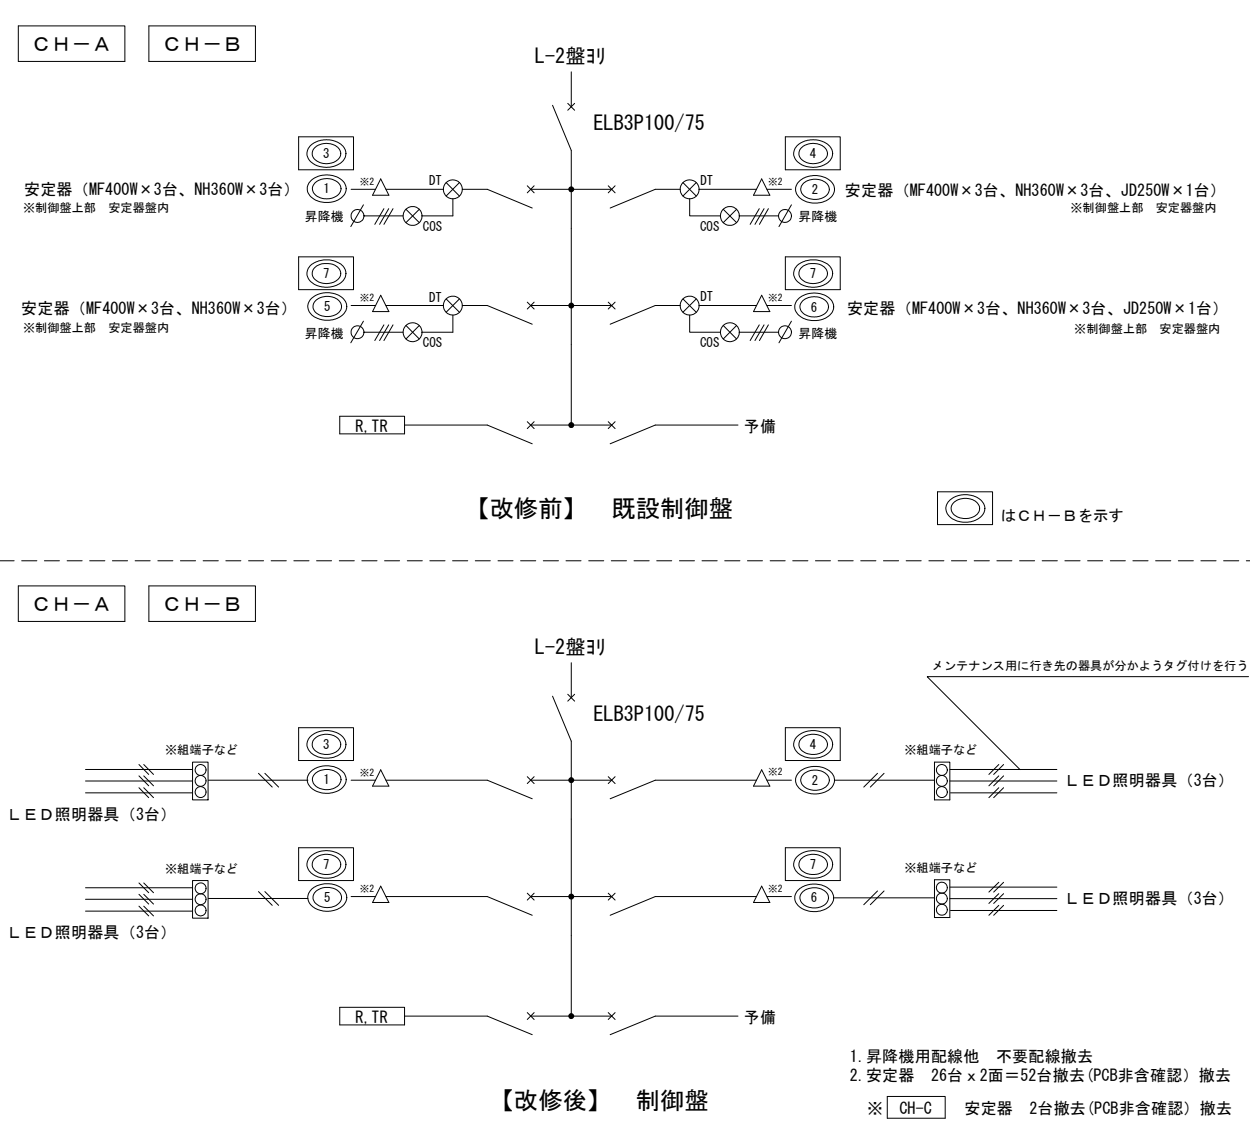 CH－A CH－B
L-2盤ﾖﾘ
ELB3P100/75
3
4
安定器（MF400W×3台、NH360W×3台） 1 ※2 DT
DT ※2 2 安定器（MF400W×3台、NH360W×3台、JD250W×1台）
※制御盤上部　安定器盤内
昇降機 COS
COS 昇降機
※制御盤上部　安定器盤内
7
7
安定器（MF400W×3台、NH360W×3台） 5 ※2 DT
DT ※2 6 安定器（MF400W×3台、NH360W×3台、JD250W×1台）
※制御盤上部　安定器盤内
昇降機 COS
COS 昇降機
※制御盤上部　安定器盤内
R,TR
予備
【改修前】　既設制御盤
はCH－Bを示す
CH－A CH－B
L-2盤ﾖﾘ
メンテナンス用に行き先の器具が分かようタグ付けを行う
ELB3P100/75
3
4
※組端子など
※組端子など
1 ※2
※2 2
LED照明器具（3台）
LED照明器具（3台）
7
7
※組端子など
※組端子など
5 ※2
※2 6
LED照明器具（3台）
LED照明器具（3台）
R,TR
予備
1.昇降機用配線他　不要配線撤去
2.安定器　26台ｘ2面＝52台撤去(PCB非含確認）撤去
【改修後】　制御盤
※ CH-C　安定器　2台撤去(PCB非含確認）撤去